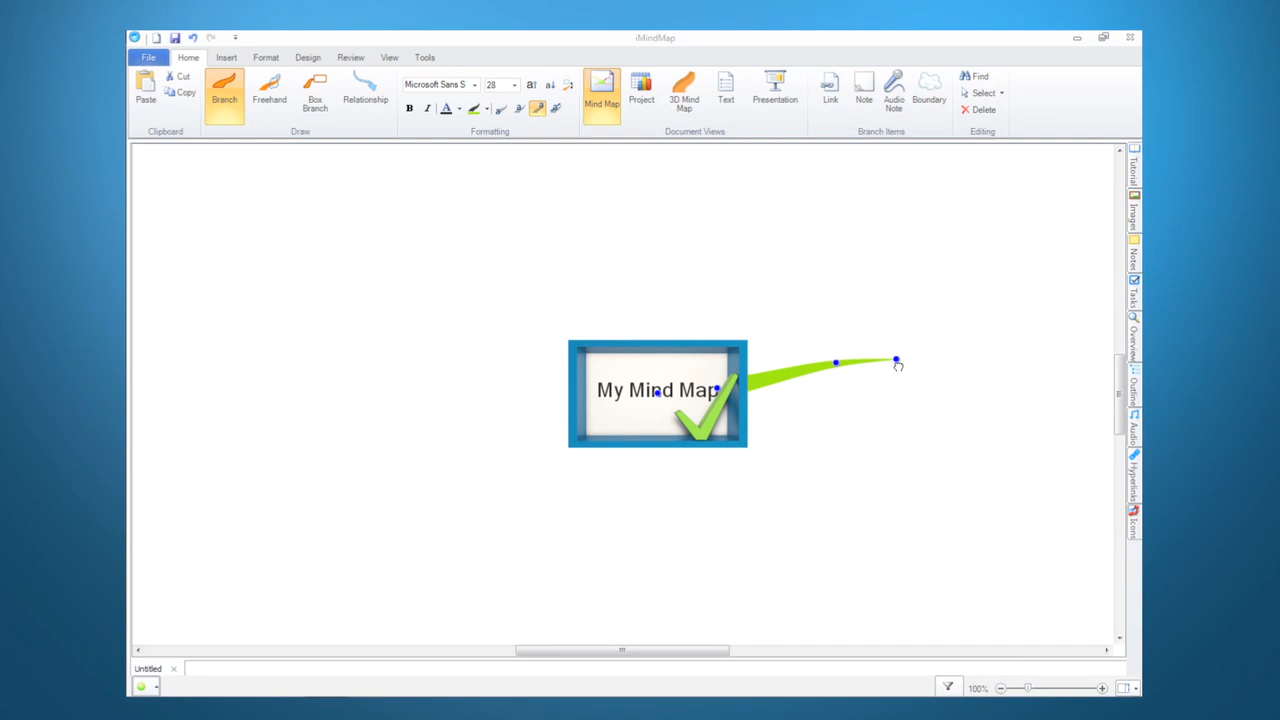 iMindMap
File Home Insert Format Design Review View Tools
Paste Cut Copy
Branch Freehand Box Branch Relationship
Microsoft Sans S 28
B I A
Mind Map Project 3D Mind Map Text Presentation
Link Note Audio Note Boundary
Find
Select
Delete
Clipboard Draw Formatting Document Views Branch Items Editing
Tutorial
Images
Notes
Tasks
Overview
Outline
Audio
Hyperlinks
Icons
My Mind Map
Untitled
100%